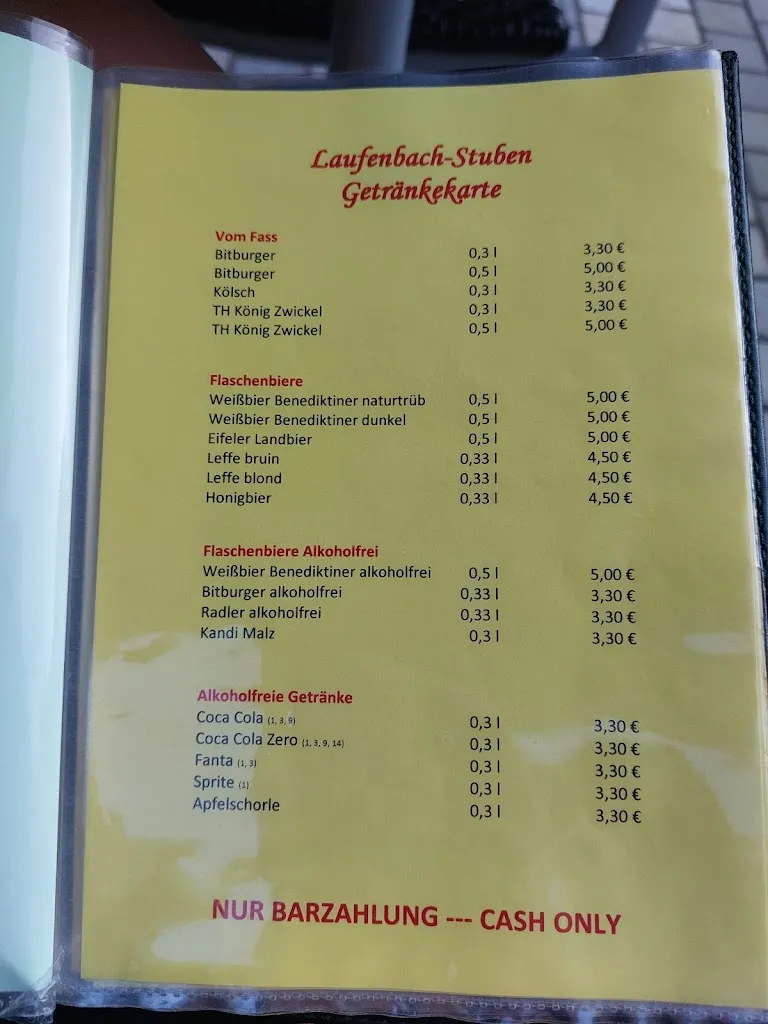 Laufenbach-Stuben
Getränkekarte
Vom Fass
Bitburger 0,3 l 3,30 €
Bitburger 0,5 l 5,00 €
Kölsch 0,3 l 3,30 €
TH König Zwickel 0,3 l 3,30 €
TH König Zwickel 0,5 l 5,00 €
Flaschenbiere
Weißbier Benediktiner naturtrüb 0,5 l 5,00 €
Weißbier Benediktiner dunkel 0,5 l 5,00 €
Eifeler Landbier 0,5 l 5,00 €
Leffe bruin 0,33 l 4,50 €
Leffe blond 0,33 l 4,50 €
Honigbier 0,33 l 4,50 €
Flaschenbiere Alkoholfrei
Weißbier Benediktiner alkoholfrei 0,5 l 5,00 €
Bitburger alkoholfrei 0,33 l 3,30 €
Radler alkoholfrei 0,33 l 3,30 €
Kandi Malz 0,3 l 3,30 €
Alkoholfreie Getränke
Coca Cola (1, 3, 9) 0,3 l 3,30 €
Coca Cola Zero (1, 3, 9, 14) 0,3 l 3,30 €
Fanta (1, 3) 0,3 l 3,30 €
Sprite (1) 0,3 l 3,30 €
Apfelschorle 0,3 l 3,30 €
NUR BARZAHLUNG --- CASH ONLY